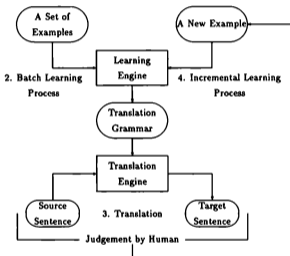 A Set of
Examples
A New Example
Learning
Engine
2. Batch Learning
Process
4. Incremental Learning
Process
Translation
Grammar
Translation
Engine
Source
Sentence
3. Translation
Target
Sentence
Judgement by Human